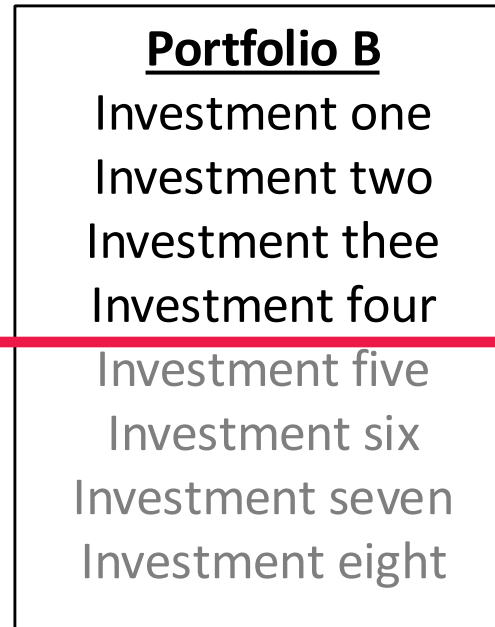 Portfolio B
Investment one
Investment two
Investment thee
Investment four
Investment five
Investment six
Investment seven
Investment eight